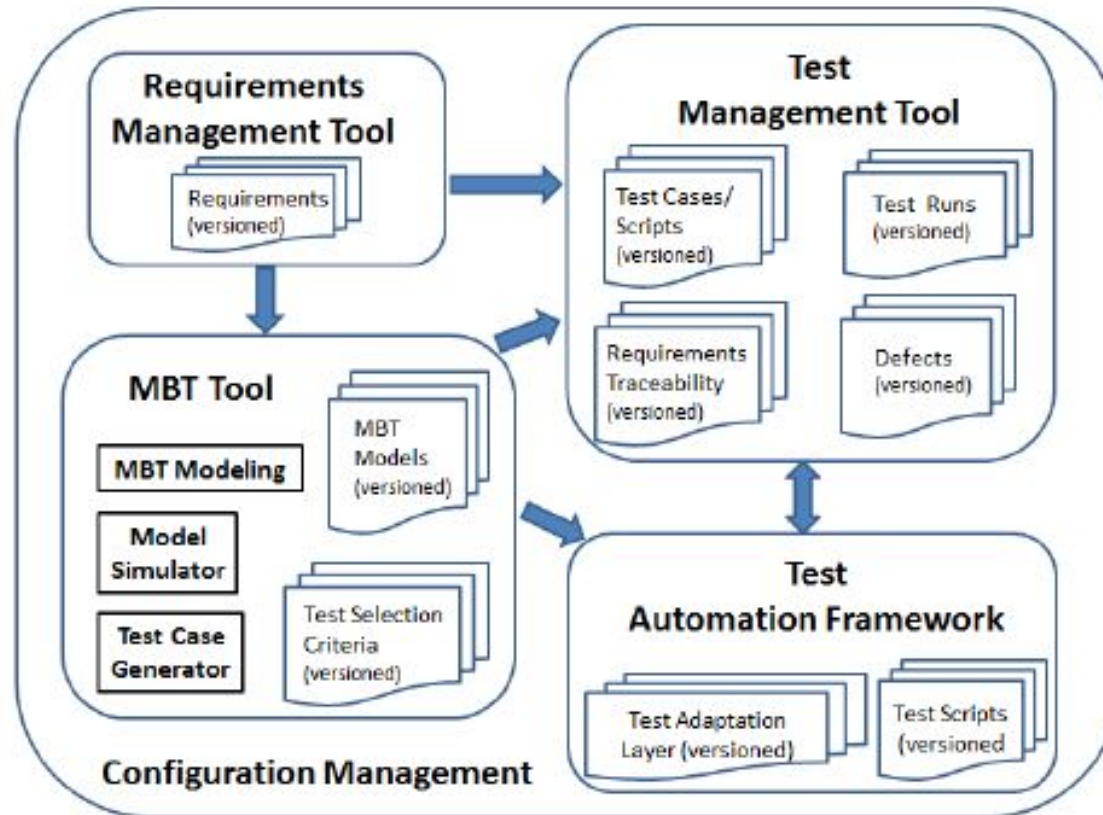 Requirements
Management Tool
Requirements
(versioned)
Test
Management Tool
Test Cases/
Scripts
(versioned)
Test Runs
(versioned)
Requirements
Traceability
(versioned)
Defects
(versioned)
MBT Tool
MBT Modeling
Model
Simulator
Test Case
Generator
MBT
Models
(versioned)
Test Selection
Criteria
(versioned)
Test
Automation Framework
Test Adaptation
Layer (versioned)
Test Scripts
(versioned
Configuration Management